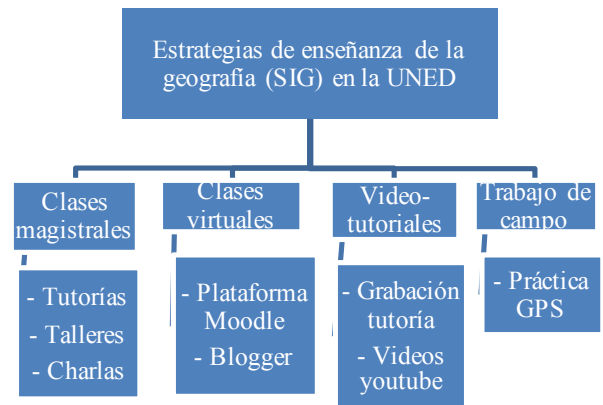 Estrategias de enseñanza de la
geografía (SIG) en la UNED
Clases
magistrales
- Tutorías
- Talleres
- Charlas
Clases
virtuales
- Plataforma
Moodle
- Blogger
Video-
tutoriales
- Grabación
tutoría
- Videos
youtube
Trabajo de
campo
- Práctica
GPS